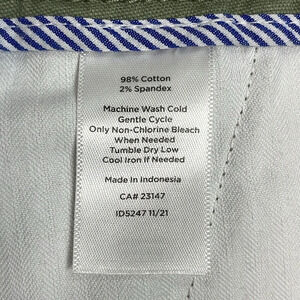 98% Cotton
2% Spandex
Machine Wash Cold
Gentle Cycle
Only Non-Chlorine Bleach
When Needed
Tumble Dry Low
Cool Iron If Needed
Made In Indonesia
CA# 23147
ID5247 11/21